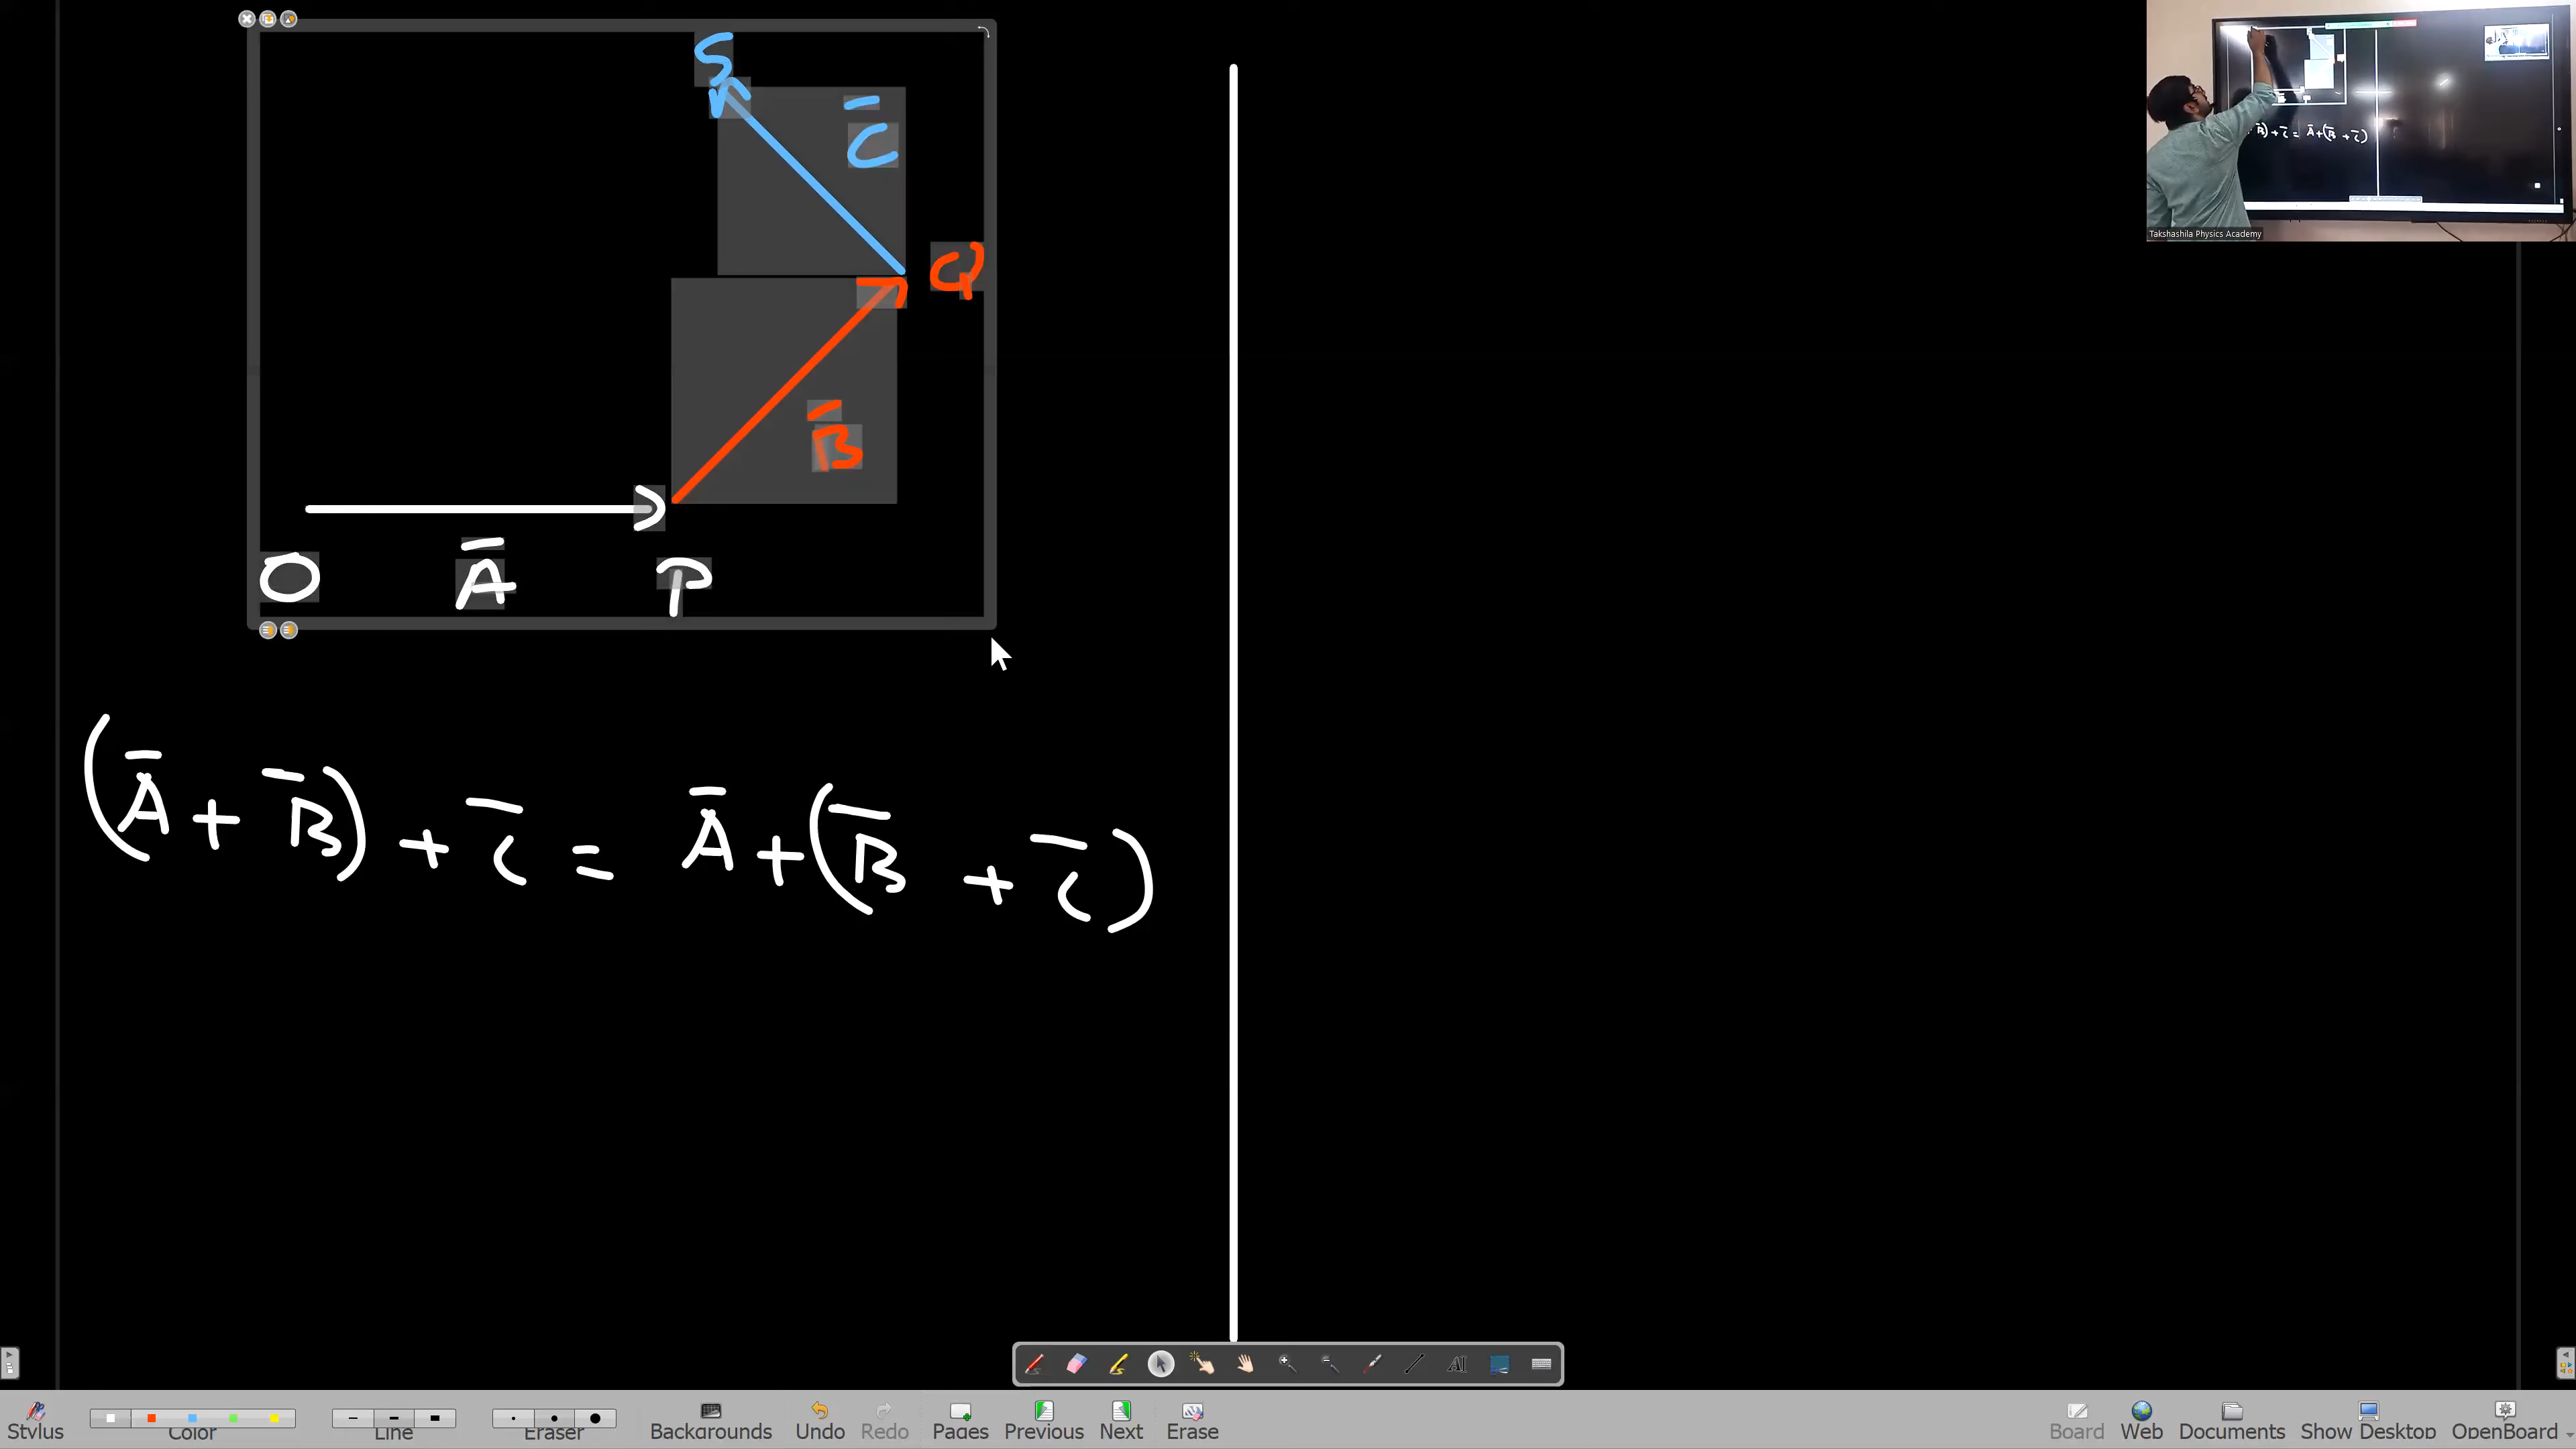 S
C̅
Q
B̅
O A̅ P
(A̅ + B̅) + C̅ = A̅ + (B̅ + C̅)
Takshashila Physics Academy
Stylus Color Line Eraser Backgrounds Undo Redo Pages Previous Next Erase Board Web Documents Show Desktop OpenBoard